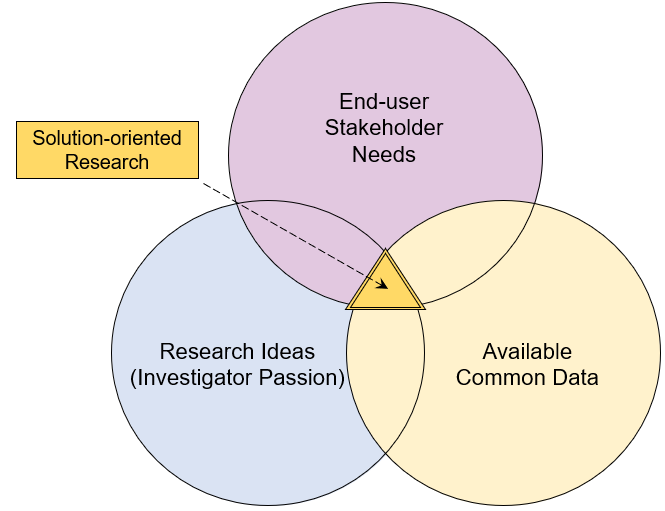 End-user
Stakeholder
Needs
Solution-oriented
Research
Research Ideas
(Investigator Passion)
Available
Common Data